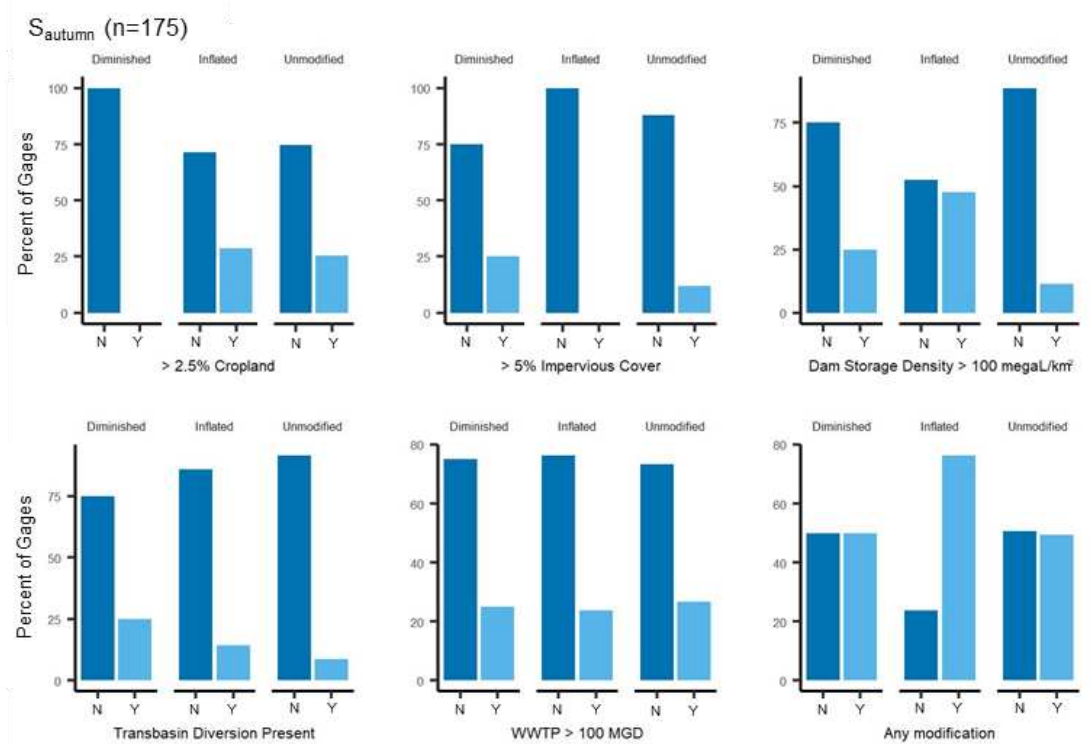 S_autumn (n=175)
Diminished Inflated Unmodified
Diminished Inflated Unmodified
Diminished Inflated Unmodified
Percent of Gages
100
75
50
25
0
N Y N Y N Y
> 2.5% Cropland
100
75
50
25
0
N Y N Y N Y
> 5% Impervious Cover
75
50
25
0
N Y N Y N Y
Dam Storage Density > 100 megaL/km²
Diminished Inflated Unmodified
Diminished Inflated Unmodified
Diminished Inflated Unmodified
Percent of Gages
75
50
25
0
N Y N Y N Y
Transbasin Diversion Present
80
60
40
20
0
N Y N Y N Y
WWTP > 100 MGD
80
60
40
20
0
N Y N Y N Y
Any modification